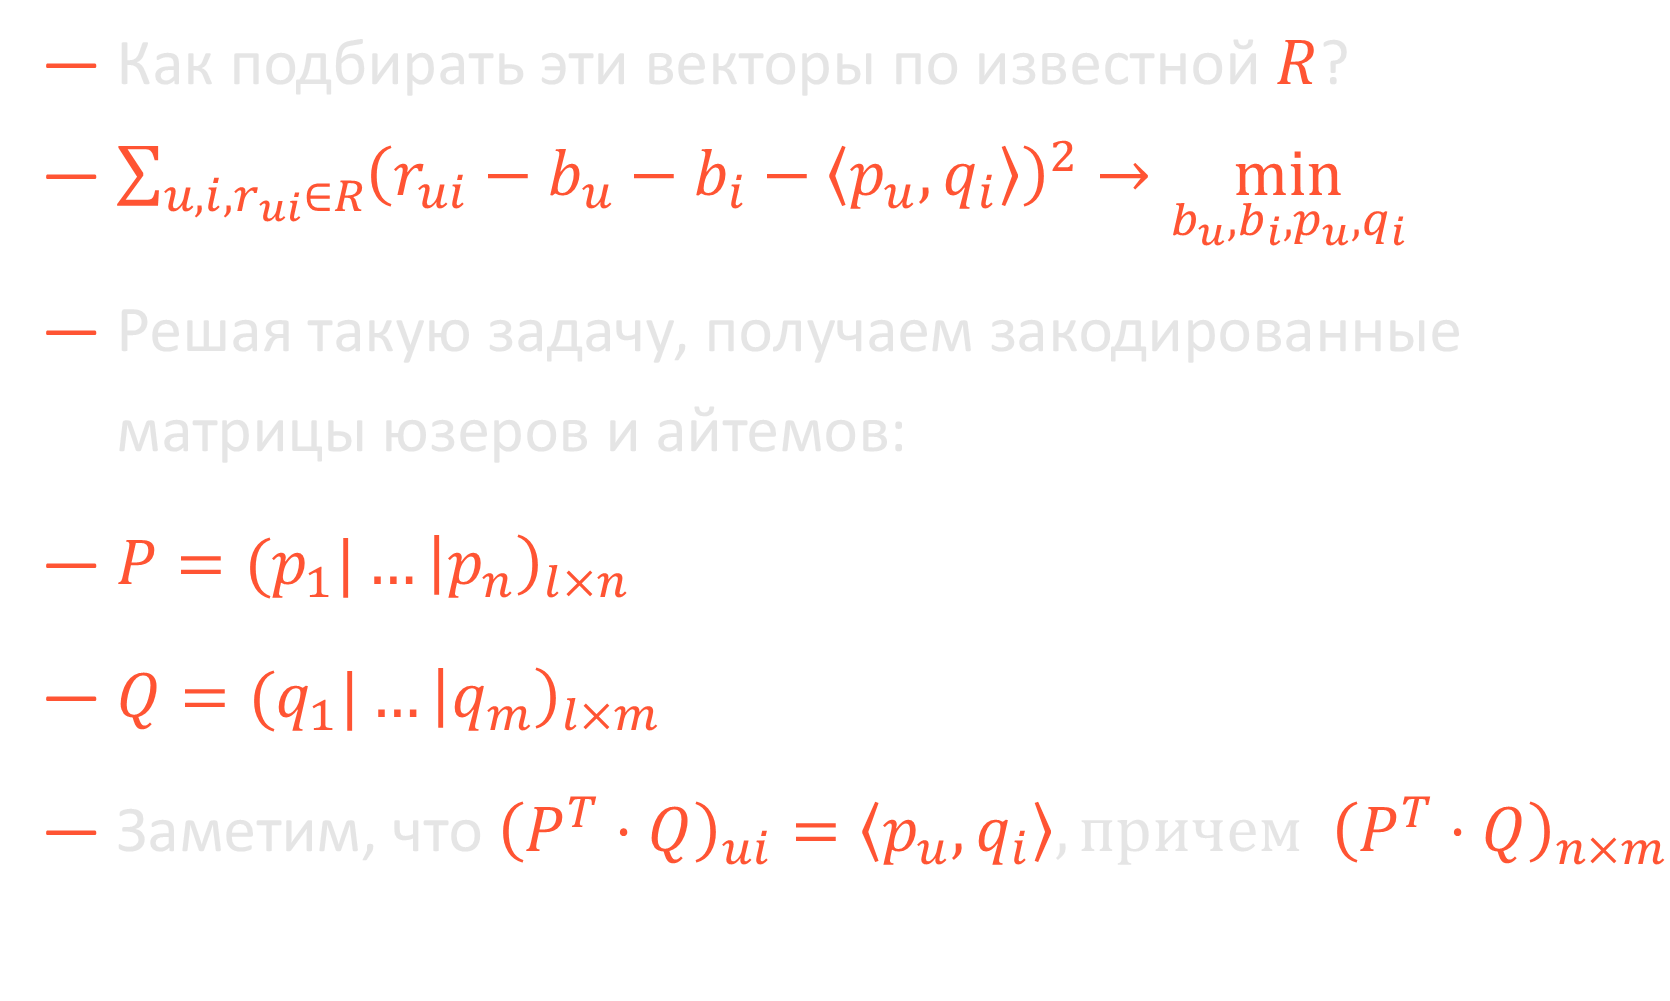 — Как подбирать эти векторы по известной R?
— ∑_{u,i,r_{ui}∈R}(r_{ui} − b_u − b_i − ⟨p_u, q_i⟩)² → min_{b_u,b_i,p_u,q_i}
— Решая такую задачу, получаем закодированные
матрицы юзеров и айтемов:
— P = (p_1| … |p_n)_{l×n}
— Q = (q_1| … |q_m)_{l×m}
— Заметим, что (P^T · Q)_{ui} = ⟨p_u, q_i⟩, причем (P^T · Q)_{n×m}